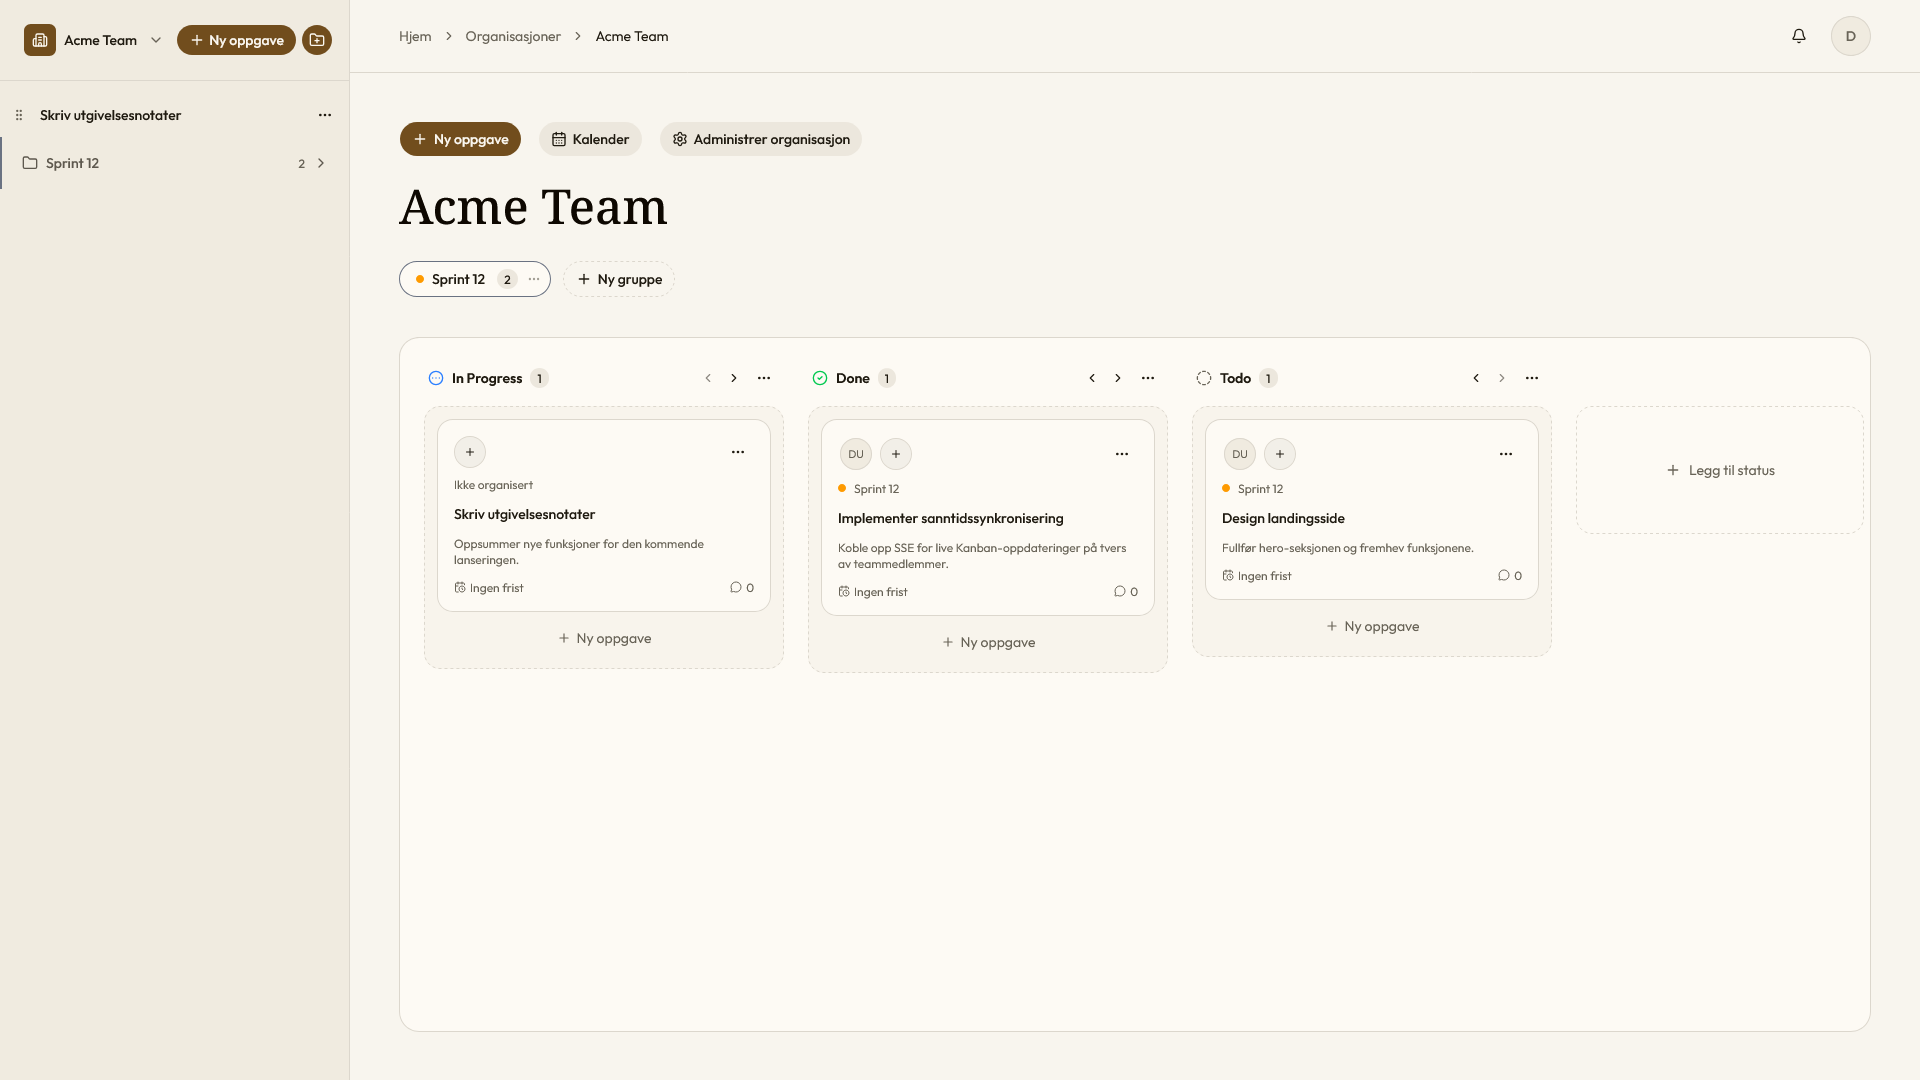 Acme Team
Ny oppgave
Skriv utgivelsesnotater
Sprint 12
2
Hjem
Organisasjoner
Acme Team
D
Ny oppgave
Kalender
Administrer organisasjon
Acme Team
Sprint 12
2
Ny gruppe
In Progress
1
Ikke organisert
Skriv utgivelsesnotater
Oppsummer nye funksjoner for den kommende
lanseringen.
Ingen frist
0
Ny oppgave
Done
1
DU
Sprint 12
Implementer sanntidssynkronisering
Koble opp SSE for live Kanban-oppdateringer på tvers
av teammedlemmer.
Ingen frist
0
Ny oppgave
Todo
1
DU
Sprint 12
Design landingsside
Fullfør hero-seksjonen og fremhev funksjonene.
Ingen frist
0
Ny oppgave
Legg til status